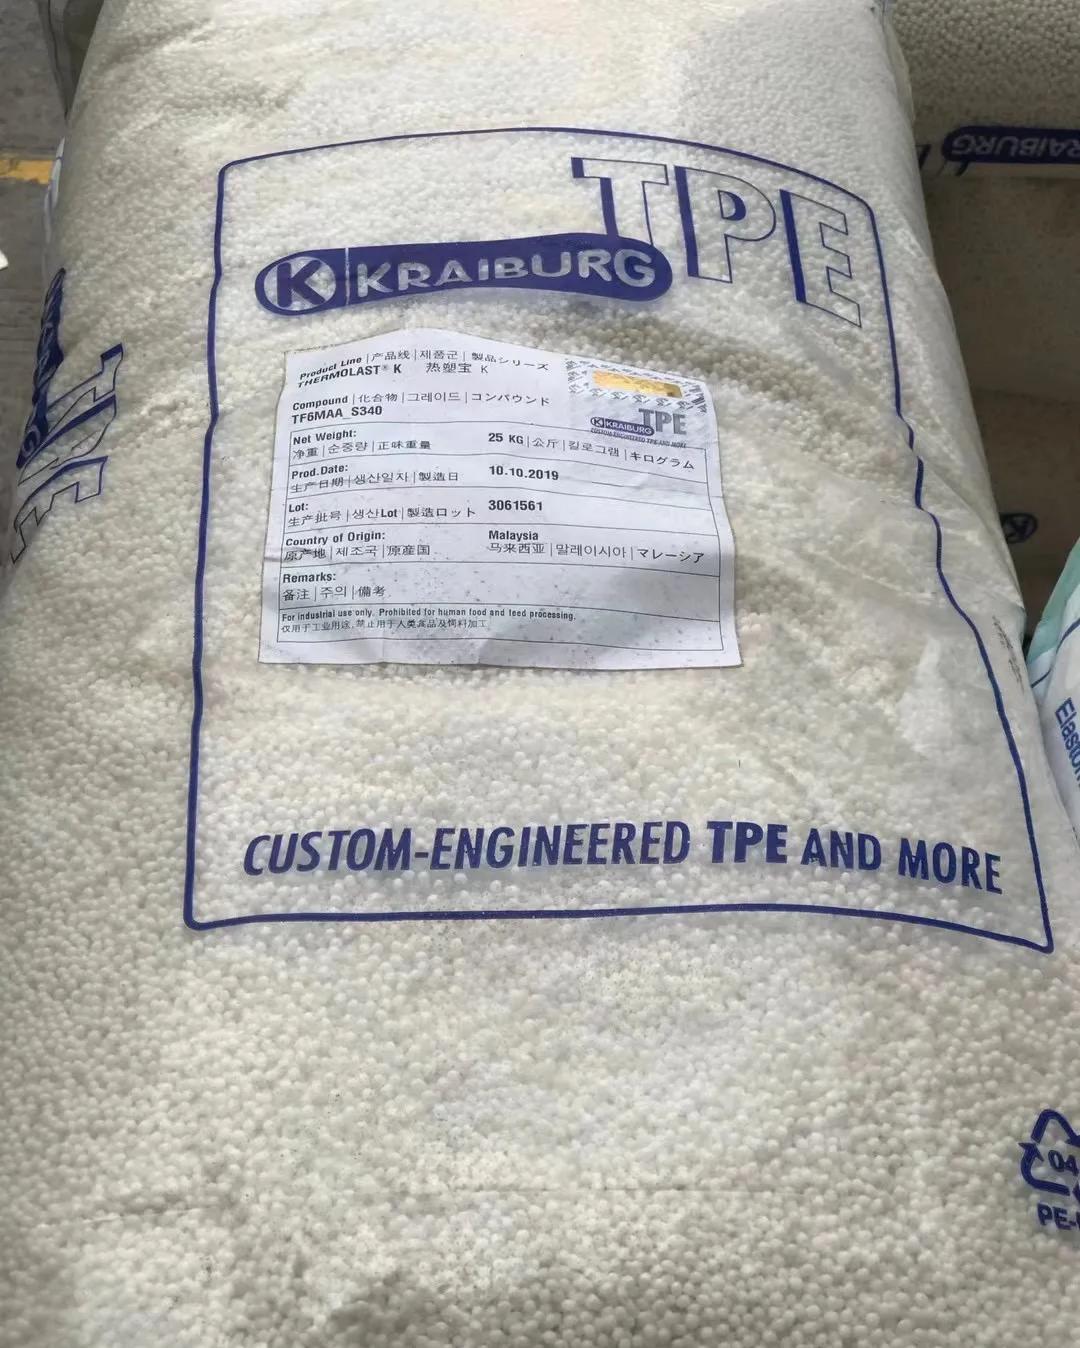 TPE
KRAIBURG
K KRAIBURG
Product Line | 产品线 | 제품군 | 製品シリーズ
THERMOLAST® K 热塑宝 K
Compound | 化合物 | 그레이드 | コンパウンド
TF6MAA_S340
K KRAIBURG TPE
CUSTOM-ENGINEERED TPE AND MORE
Net Weight: 25 KG | 公斤 | 킬로그램 | キログラム
净重 | 순중량 | 正味重量
Prod.Date: 10.10.2019
生产日期 | 생산일자 | 製造日
Lot: 3061561
生产批号 | 생산Lot | 製造ロット
Country of Origin: Malaysia
原产地 | 제조국 | 原産国 马来西亚 | 말레이시아 | マレーシア
Remarks:
备注 | 주의 | 備考
For industrial use only. Prohibited for human food and feed processing.
仅用于工业用途,禁止用于人类食品及饲料加工
TPE
CUSTOM-ENGINEERED TPE AND MORE
04
PE-